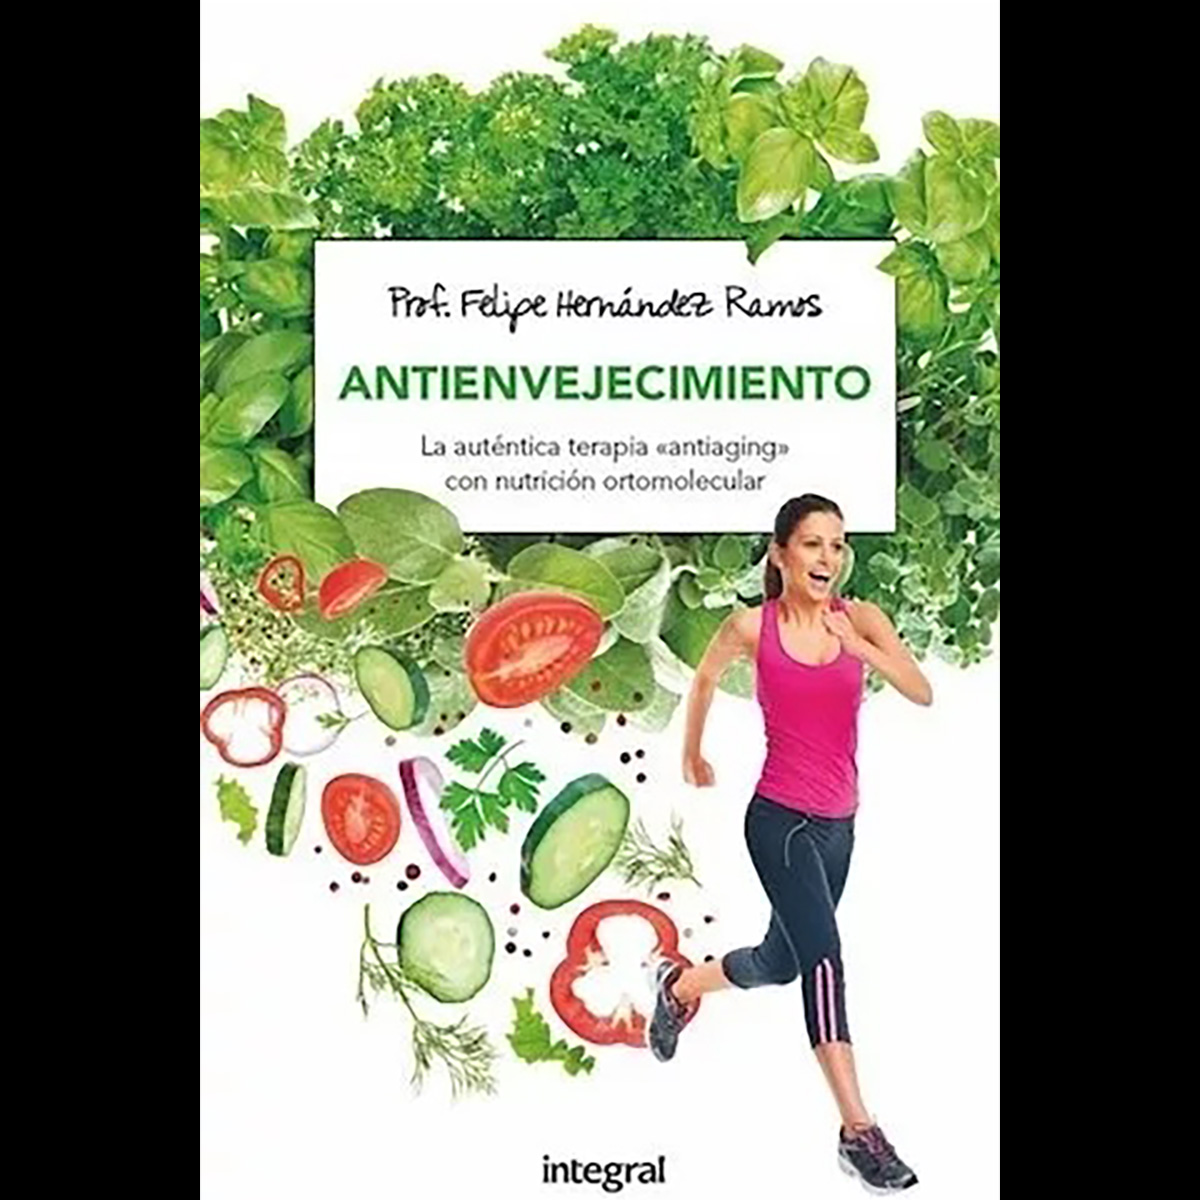 Prof. Felipe Hernández Ramos
ANTIENVEJECIMIENTO
La auténtica terapia «antiaging»
con nutrición ortomolecular
integral